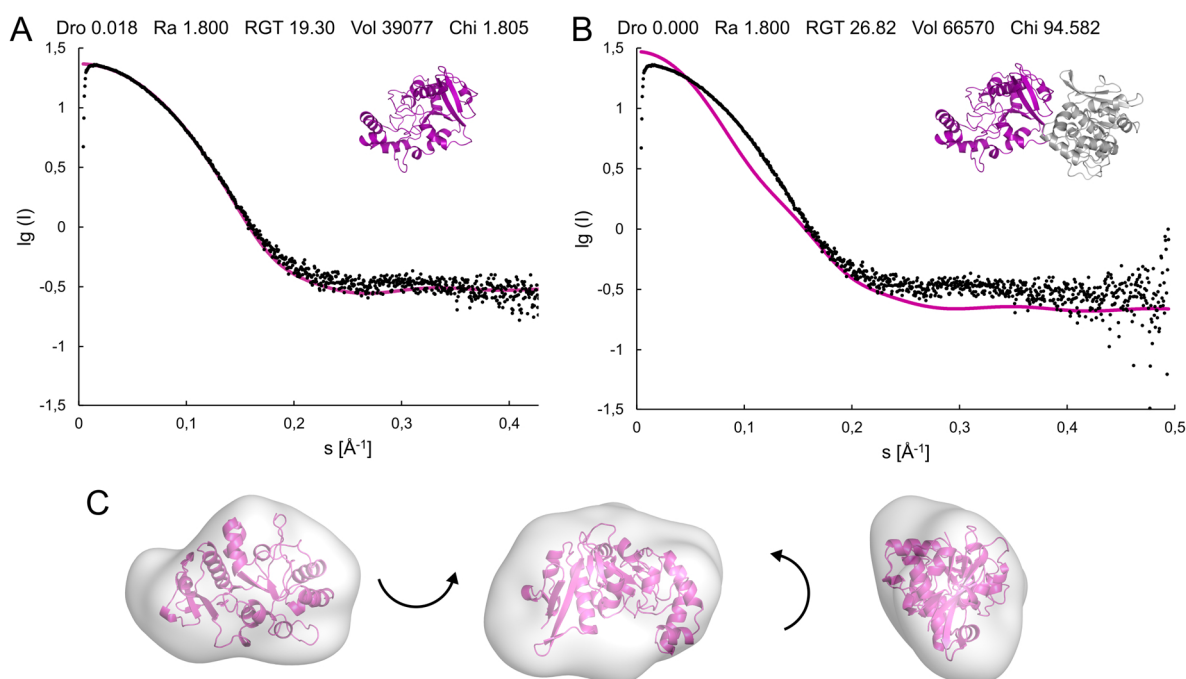 A
Dro 0.018 Ra 1.800 RGT 19.30 Vol 39077 Chi 1.805
1,5
1
0,5
0
-0,5
-1
-1,5
lg (I)
0
0,1
0,2
0,3
0,4
s [Å⁻¹]
B
Dro 0.000 Ra 1.800 RGT 26.82 Vol 66570 Chi 94.582
1,5
1
0,5
0
-0,5
-1
-1,5
lg (I)
0
0,1
0,2
0,3
0,4
0,5
s [Å⁻¹]
C